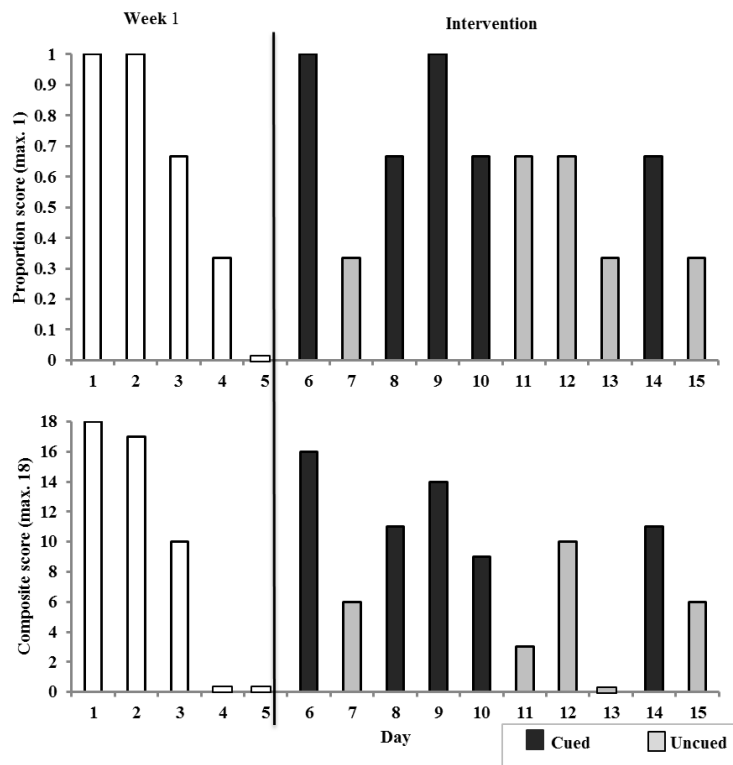 Week 1
Intervention
Proportion score (max. 1)
1
0.9
0.8
0.7
0.6
0.5
0.4
0.3
0.2
0.1
0
1 2 3 4 5 6 7 8 9 10 11 12 13 14 15
Composite score (max. 18)
18
16
14
12
10
8
6
4
2
0
1 2 3 4 5 6 7 8 9 10 11 12 13 14 15
Day
Cued Uncued